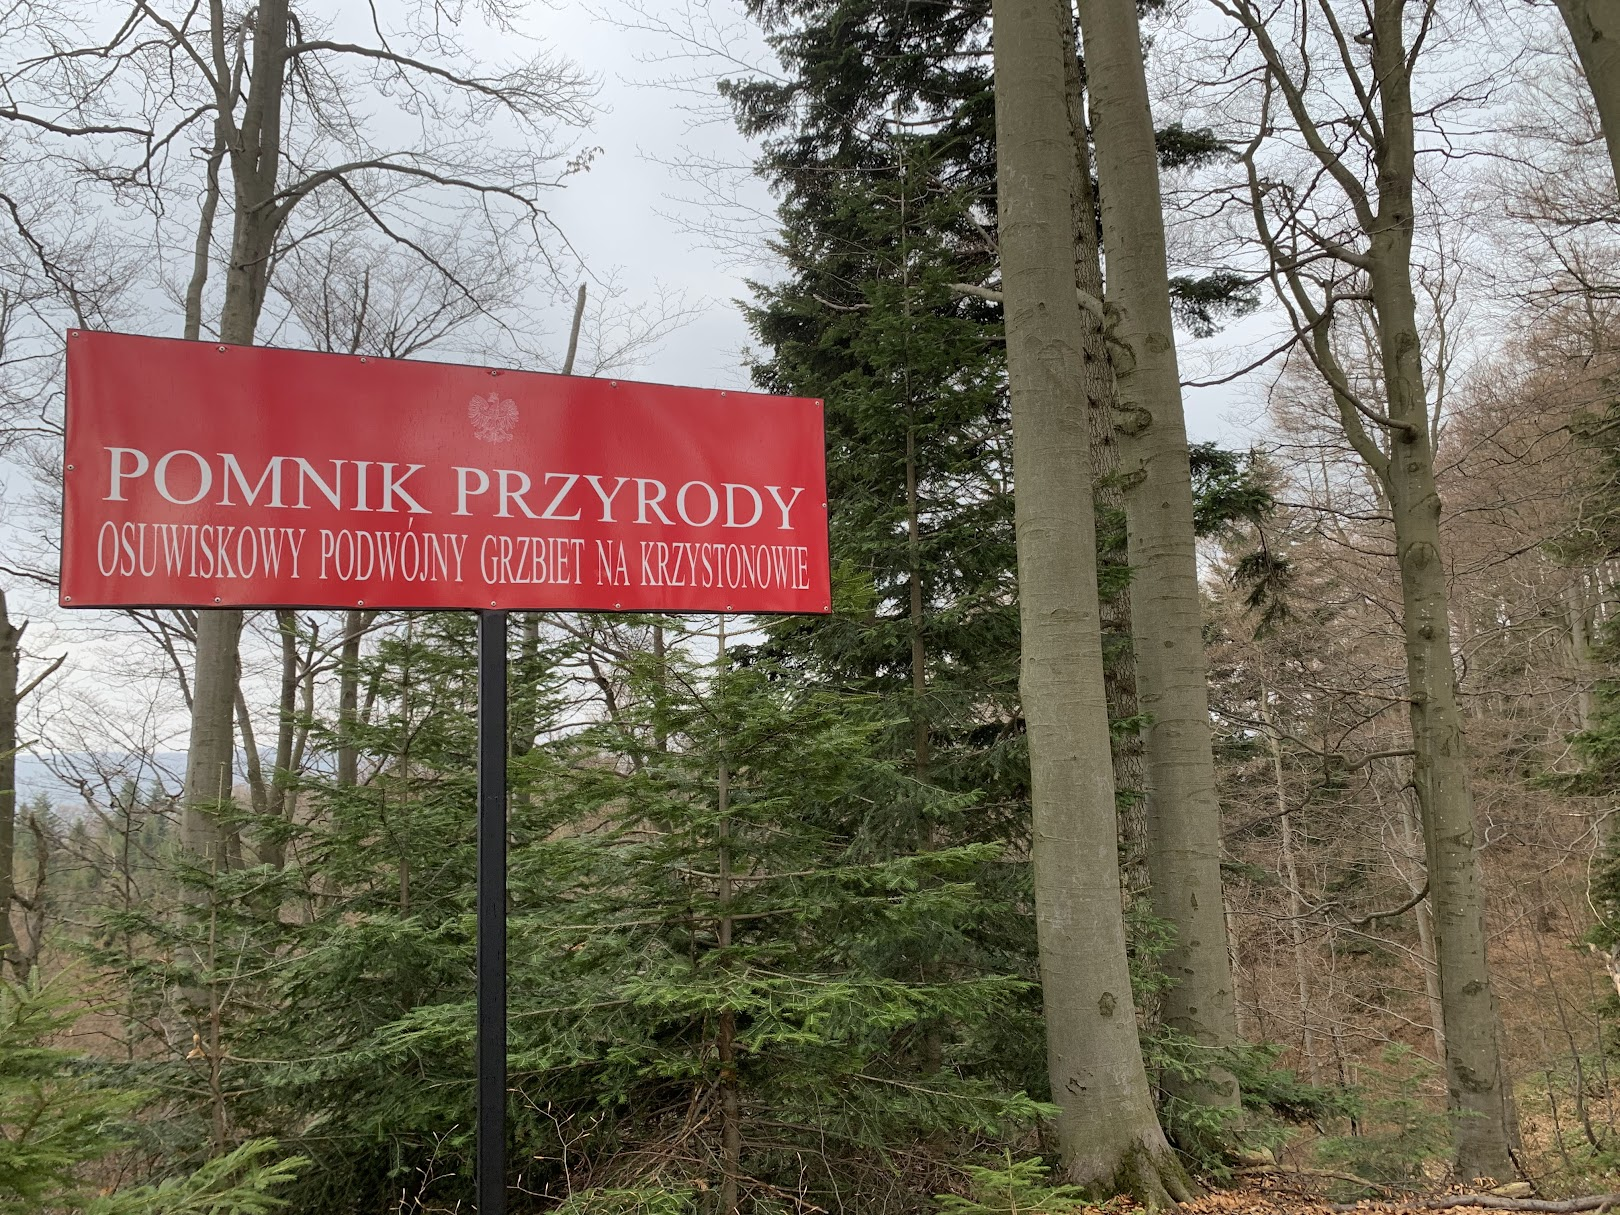 POMNIK PRZYRODY
OSUWISKOWY PODWÓJNY GRZBIET NA KRZYSTONOWIE